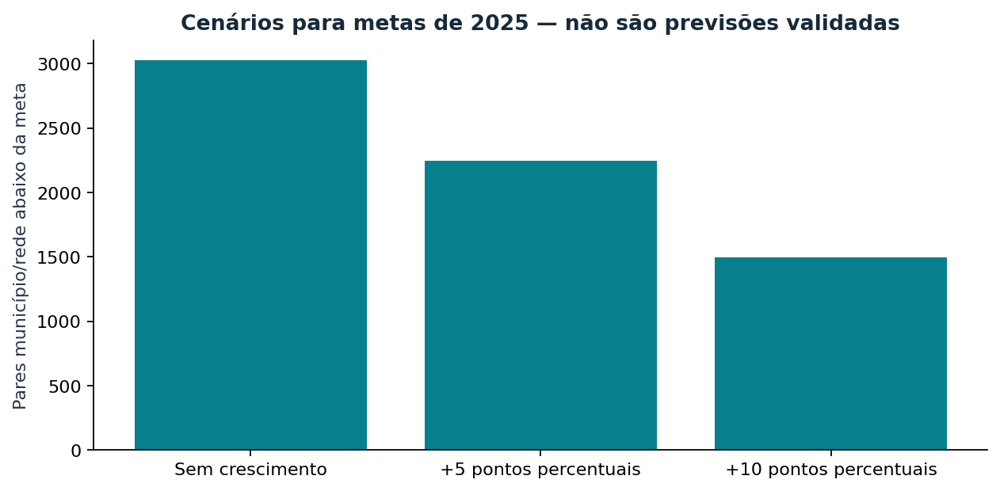 Cenários para metas de 2025 — não são previsões validadas
Pares município/rede abaixo da meta
3000
2500
2000
1500
1000
500
0
Sem crescimento
+5 pontos percentuais
+10 pontos percentuais